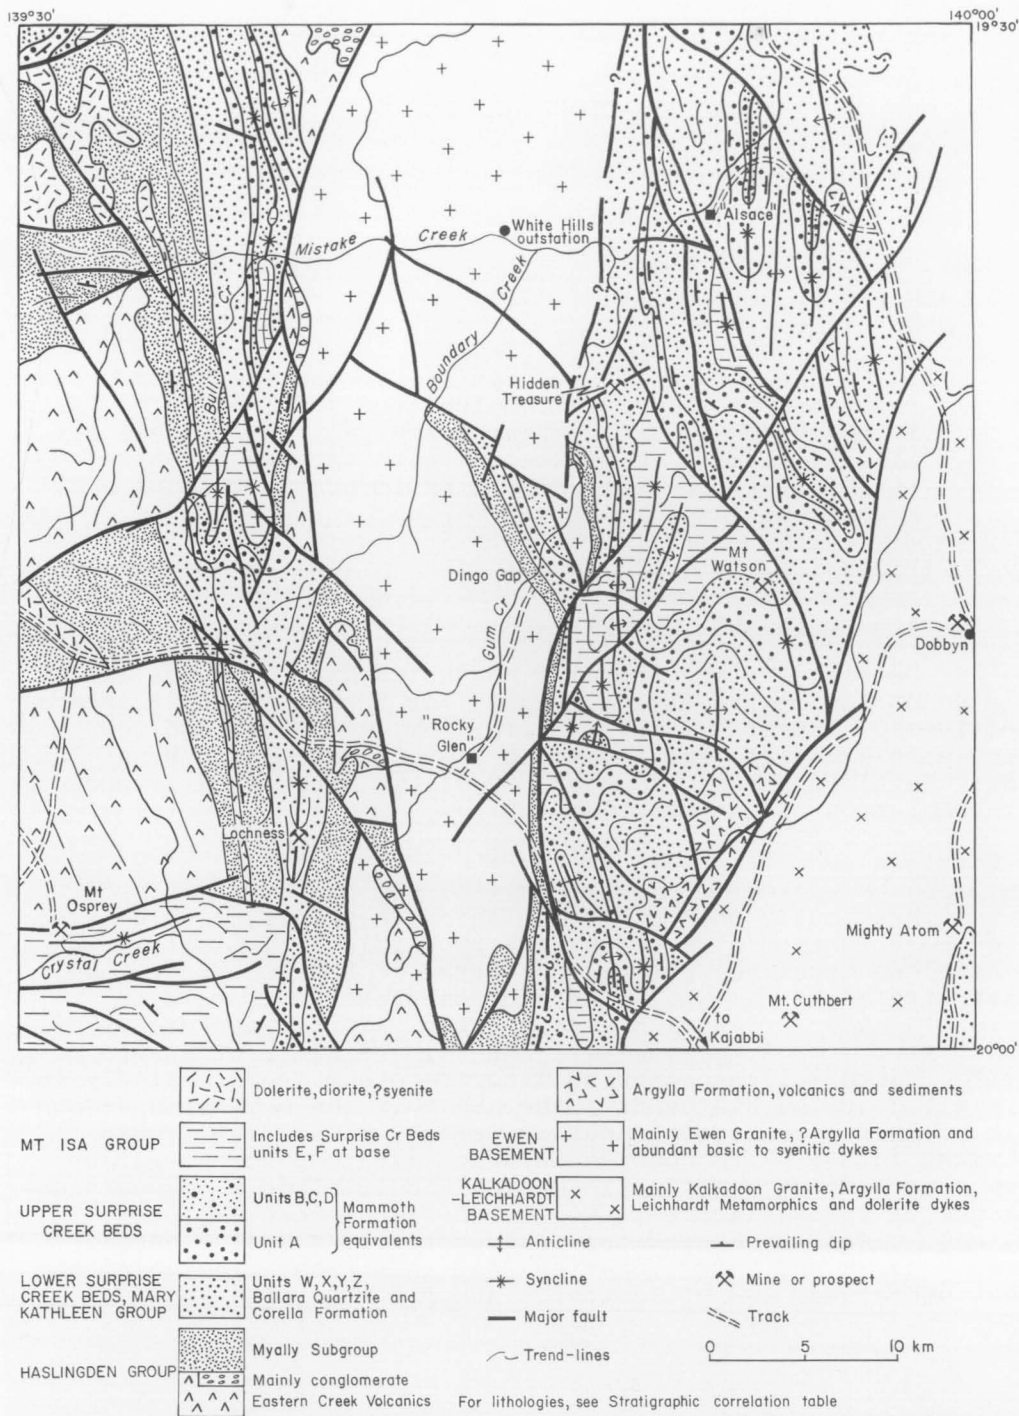 139°30'
140°00'
19°30'
"Alsace"
White Hills
outstation
Mistake Creek
Boundary Creek
Bull Cr
Hidden
Treasure
Mt
Watson
Dingo Gap
Gum Cr
Dobbyn
"Rocky
Glen"
Lochness
Mt
Osprey
Crystal Creek
Mighty Atom
Mt. Cuthbert
to
Kajabbi
20°00'
Dolerite, diorite, ?syenite
MT ISA GROUP
Includes Surprise Cr Beds
units E, F at base
UPPER SURPRISE
CREEK BEDS
Units B, C, D
Unit A
Mammoth
Formation
equivalents
LOWER SURPRISE
CREEK BEDS, MARY
KATHLEEN GROUP
Units W, X, Y, Z,
Ballara Quartzite and
Corella Formation
HASLINGDEN GROUP
Myally Subgroup
Mainly conglomerate
Eastern Creek Volcanics
Argylla Formation, volcanics and sediments
EWEN
BASEMENT
Mainly Ewen Granite, ?Argylla Formation and
abundant basic to syenitic dykes
KALKADOON
-LEICHHARDT
BASEMENT
Mainly Kalkadoon Granite, Argylla Formation,
Leichhardt Metamorphics and dolerite dykes
Anticline
Prevailing dip
Syncline
Mine or prospect
Major fault
Track
Trend-lines
0 5 10 km
For lithologies, see Stratigraphic correlation table